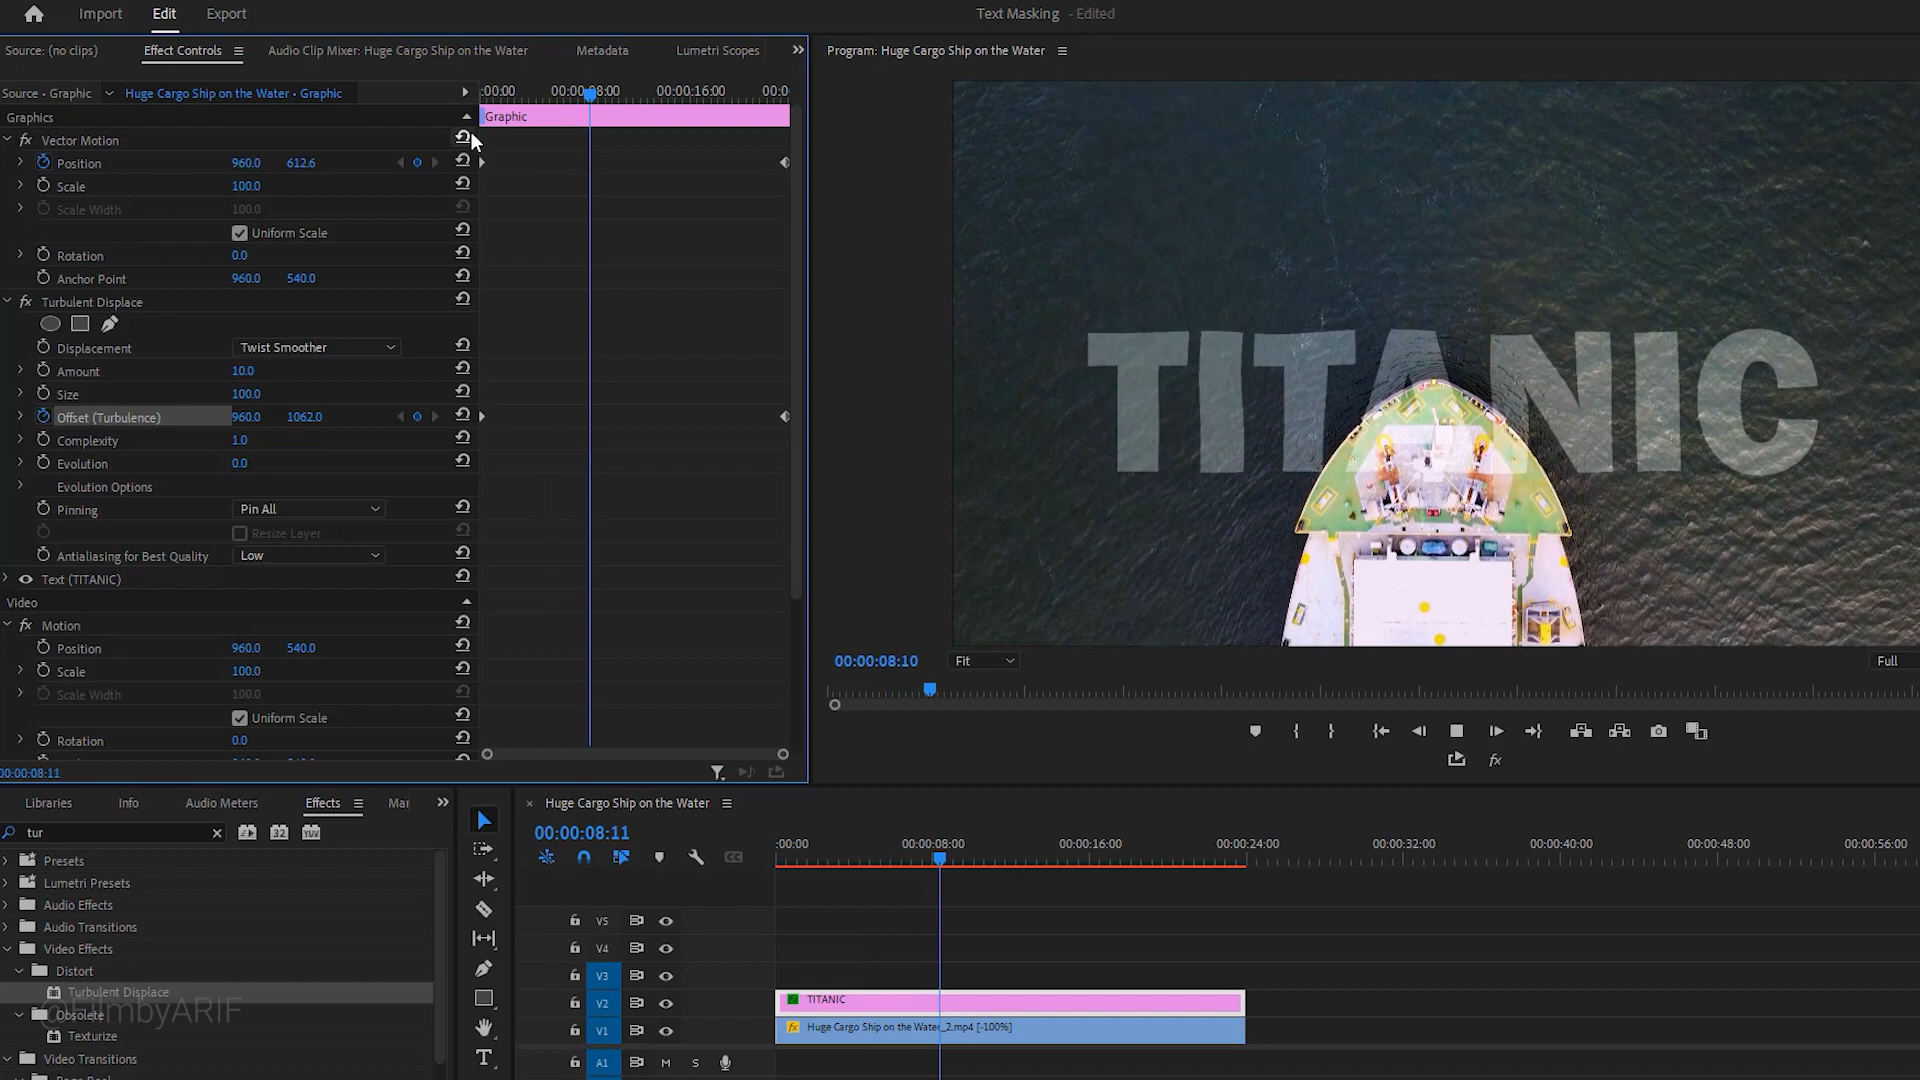 Import Edit Export Text Masking - Edited
Source: (no clips) Effect Controls Audio Clip Mixer: Huge Cargo Ship on the Water Metadata Lumetri Scopes Program: Huge Cargo Ship on the Water
Source · Graphic Huge Cargo Ship on the Water · Graphic :00:00 00:00:08:00 00:00:16:00 00:0
Graphics Graphic
fx Vector Motion
Position 960.0 612.6
Scale 100.0
Scale Width 100.0
Uniform Scale
Rotation 0.0
Anchor Point 960.0 540.0
fx Turbulent Displace
Displacement Twist Smoother
Amount 10.0
Size 100.0
Offset (Turbulence) 960.0 1062.0
Complexity 1.0
Evolution 0.0
Evolution Options
Pinning Pin All
Resize Layer
Antialiasing for Best Quality Low
Text (TITANIC)
Video
fx Motion
Position 960.0 540.0
Scale 100.0
Scale Width 100.0
Uniform Scale
Rotation 0.0
00:00:08:11
TITANIC
00:00:08:10 Fit Full
fx
Libraries Info Audio Meters Effects Mar
tur 32 YUV
Presets
Lumetri Presets
Audio Effects
Audio Transitions
Video Effects
Distort
Turbulent Displace
@FilmbyARIF
Obsolete
Texturize
Video Transitions
× Huge Cargo Ship on the Water
00:00:08:11
:00:00 00:00:08:00 00:00:16:00 00:00:24:00 00:00:32:00 00:00:40:00 00:00:48:00 00:00:56:00
CC
V5
V4
V3
V2 TITANIC
V1 fx Huge Cargo Ship on the Water_2.mp4 [-100%]
A1 M S